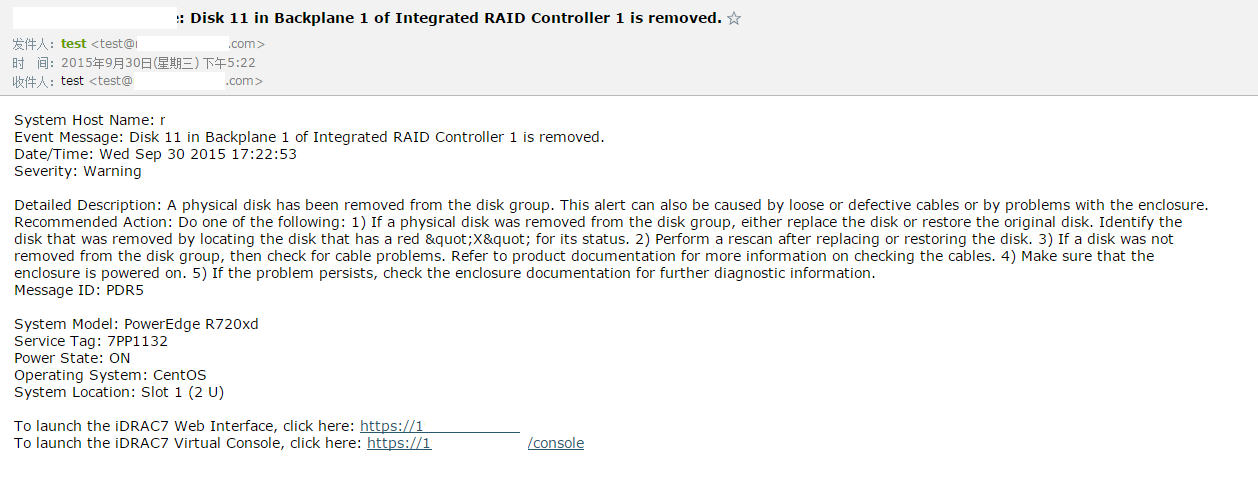 : Disk 11 in Backplane 1 of Integrated RAID Controller 1 is removed. ☆
发件人：test <test@ .com>
时　间：2015年9月30日(星期三) 下午5:22
收件人：test <test@ .com>
System Host Name: r
Event Message: Disk 11 in Backplane 1 of Integrated RAID Controller 1 is removed.
Date/Time: Wed Sep 30 2015 17:22:53
Severity: Warning
Detailed Description: A physical disk has been removed from the disk group. This alert can also be caused by loose or defective cables or by problems with the enclosure.
Recommended Action: Do one of the following: 1) If a physical disk was removed from the disk group, either replace the disk or restore the original disk. Identify the
disk that was removed by locating the disk that has a red &quot;X&quot; for its status. 2) Perform a rescan after replacing or restoring the disk. 3) If a disk was not
removed from the disk group, then check for cable problems. Refer to product documentation for more information on checking the cables. 4) Make sure that the
enclosure is powered on. 5) If the problem persists, check the enclosure documentation for further diagnostic information.
Message ID: PDR5
System Model: PowerEdge R720xd
Service Tag: 7PP1132
Power State: ON
Operating System: CentOS
System Location: Slot 1 (2 U)
To launch the iDRAC7 Web Interface, click here: https://1
To launch the iDRAC7 Virtual Console, click here: https://1 /console